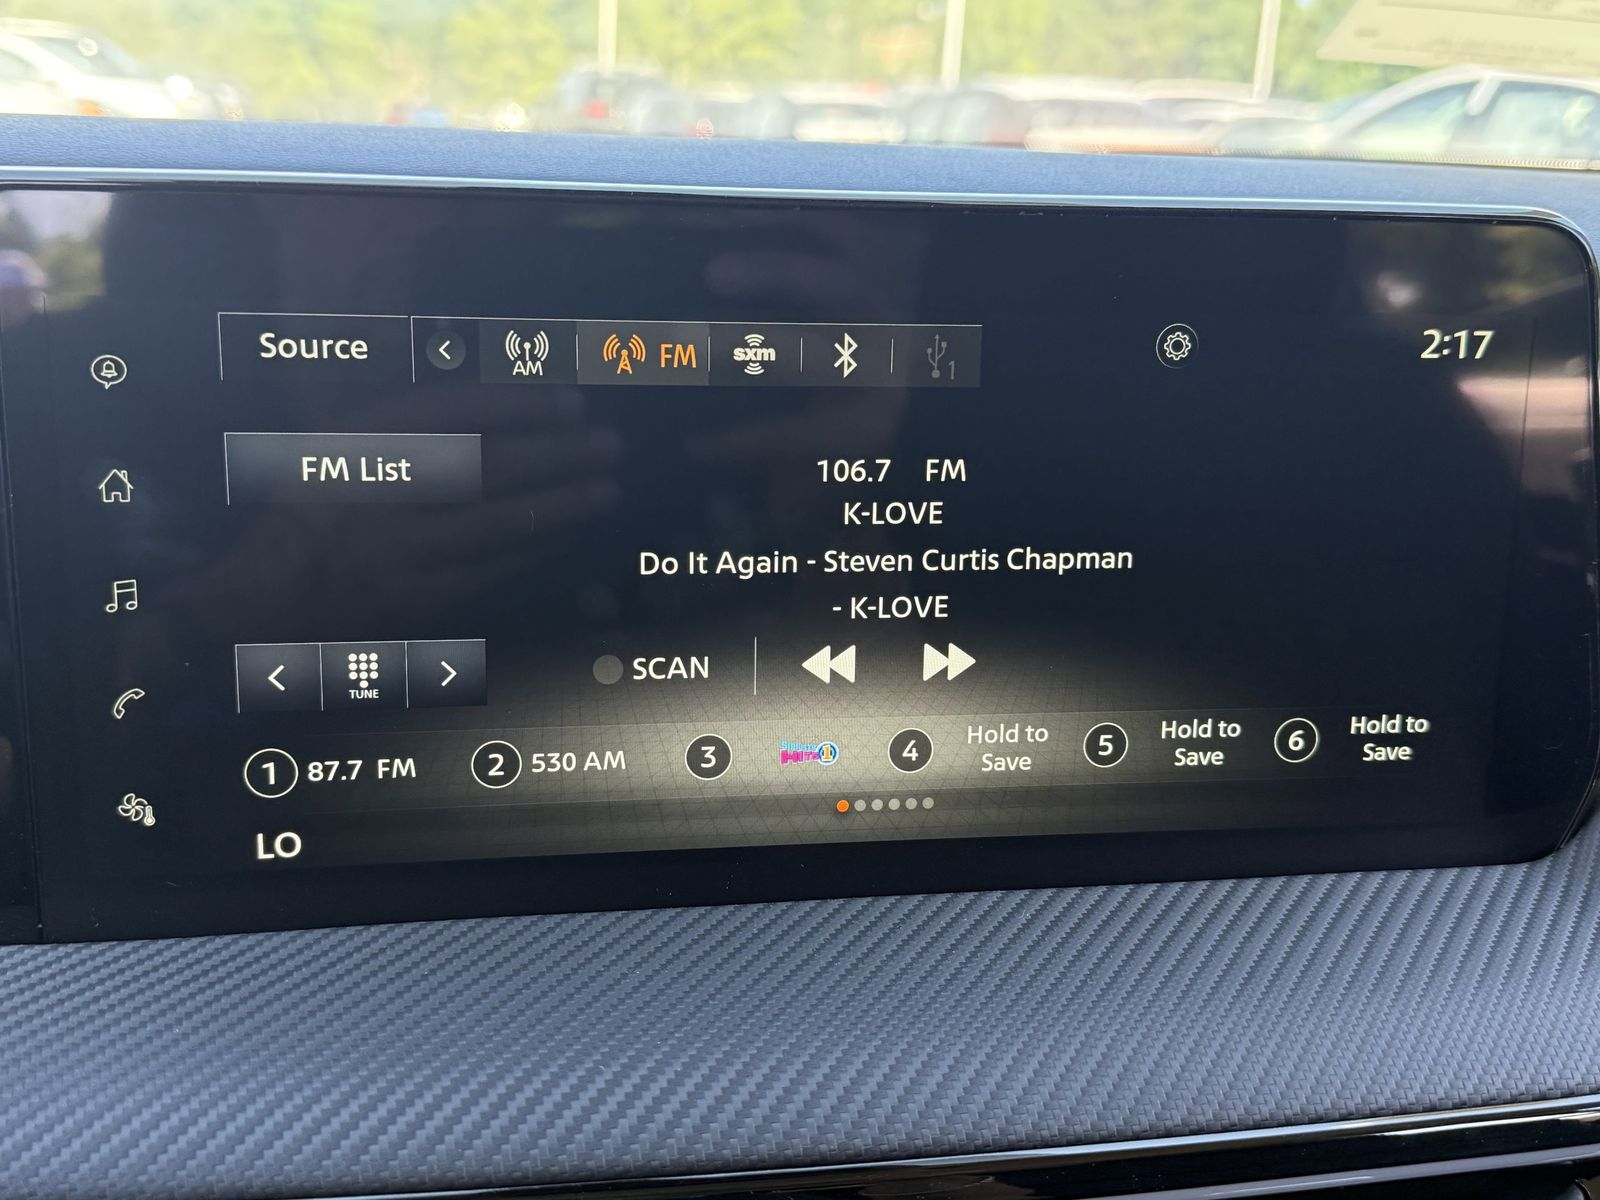 Source
AM
FM
sxm
1
2:17
FM List
106.7 FM
K-LOVE
Do It Again - Steven Curtis Chapman
- K-LOVE
TUNE
SCAN
1 87.7 FM
2 530 AM
3
HITS 1
4 Hold to Save
5 Hold to Save
6 Hold to Save
LO